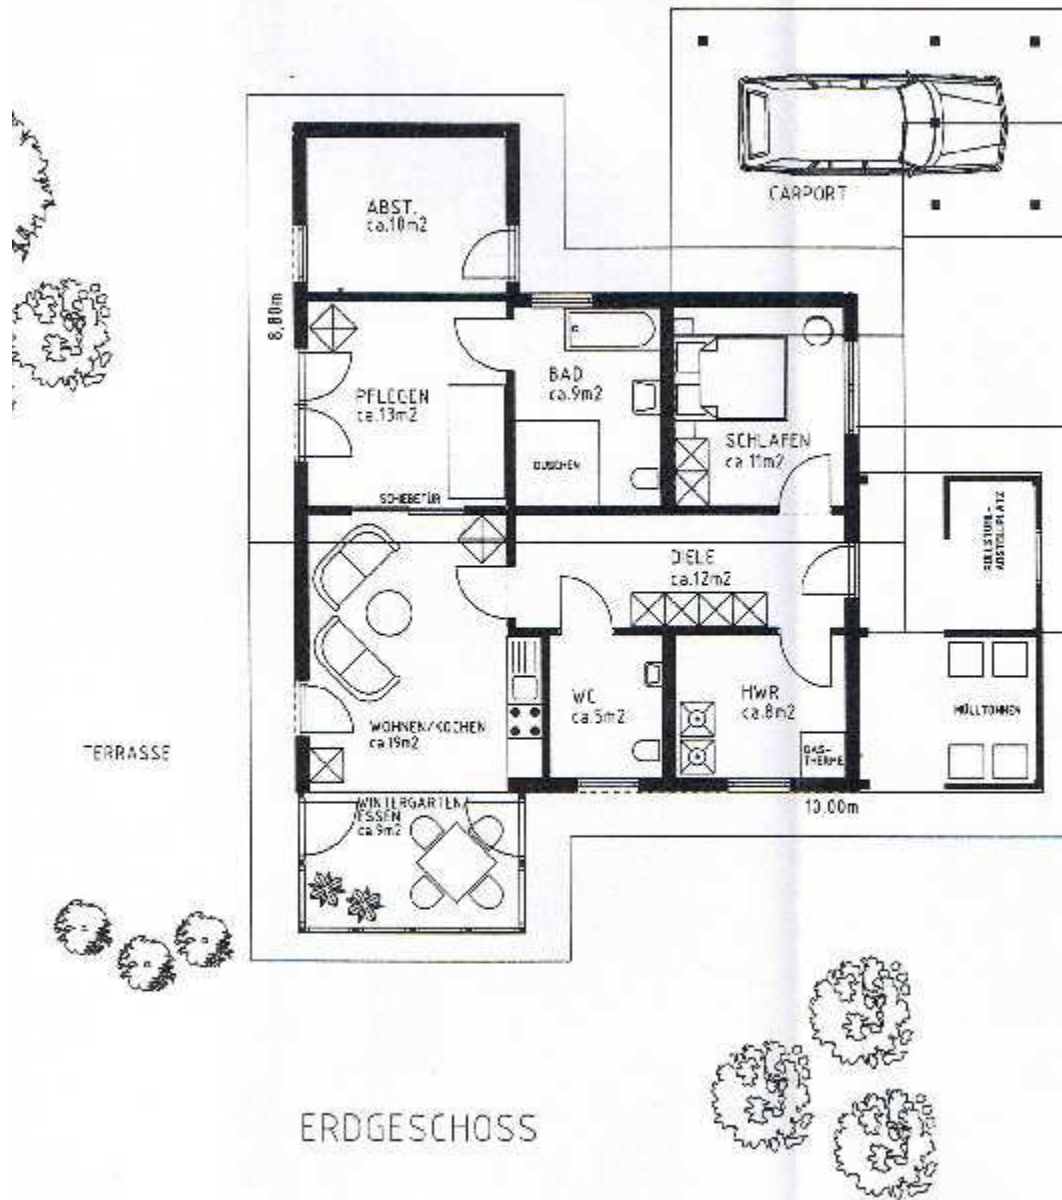 CARPORT
ABST.
ca.10m2
8,80m
PFLEGEN
ca.13m2
BAD
ca.9m2
DUSCHEN
SCHLAFEN
ca.11m2
SCHIEBETÜR
DIELE
ca.12m2
ROLLSTUHL-
ABSTELLPLATZ
WOHNEN/KOCHEN
ca.19m2
WC
ca.5m2
HWR
ca.8m2
GAS-
THERME
MÜLLTONNEN
TERRASSE
WINTERGARTEN/
ESSEN
ca.9m2
10.00m
ERDGESCHOSS